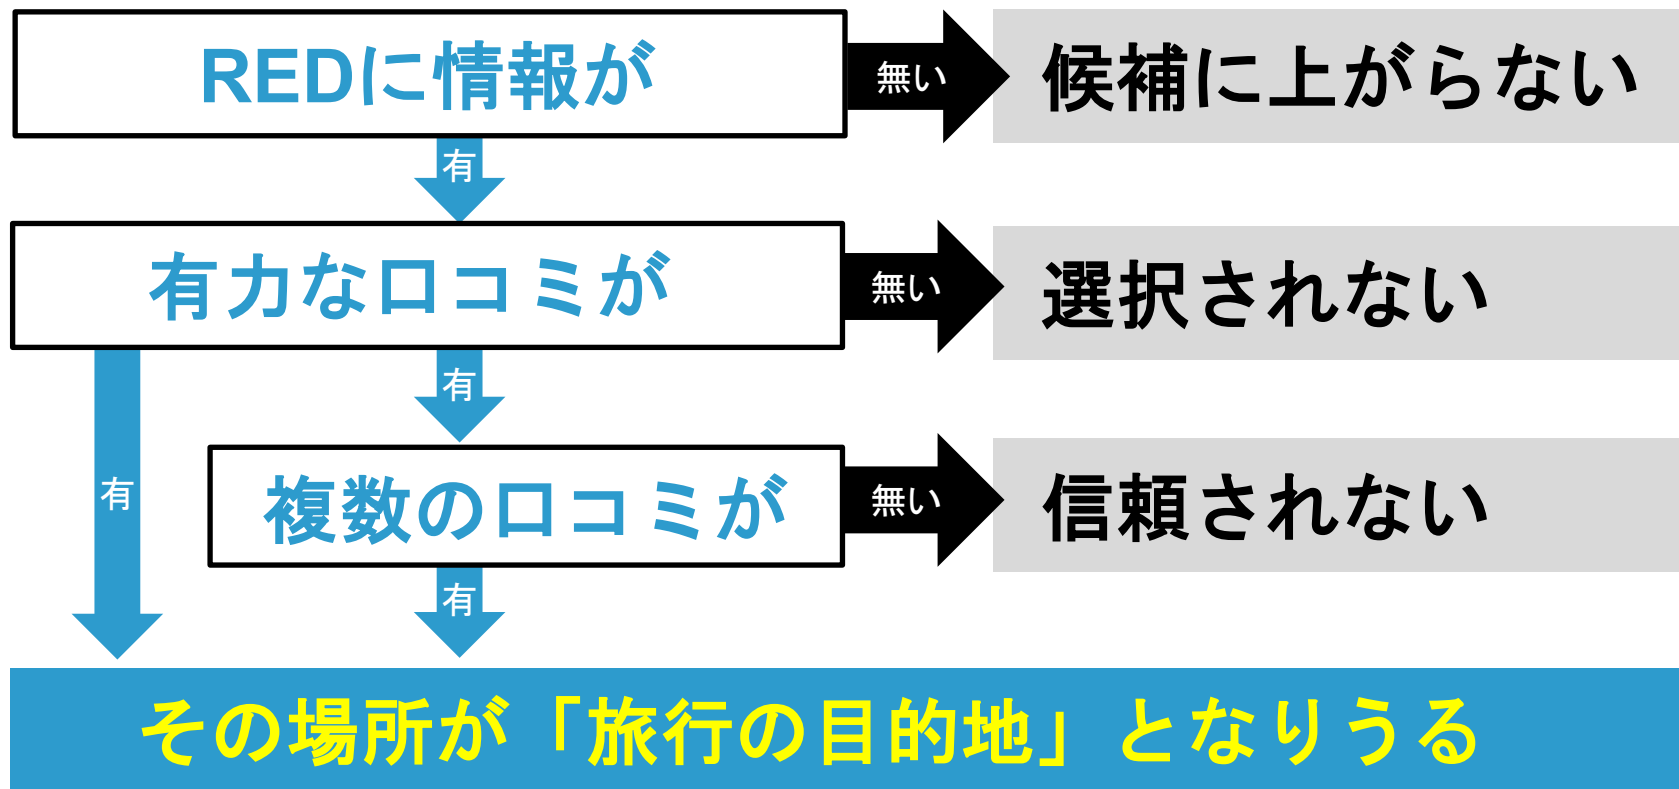 REDに情報が
無い
候補に上がらない
有
有力な口コミが
無い
選択されない
有
有
複数の口コミが
無い
信頼されない
有
その場所が「旅行の目的地」となりうる